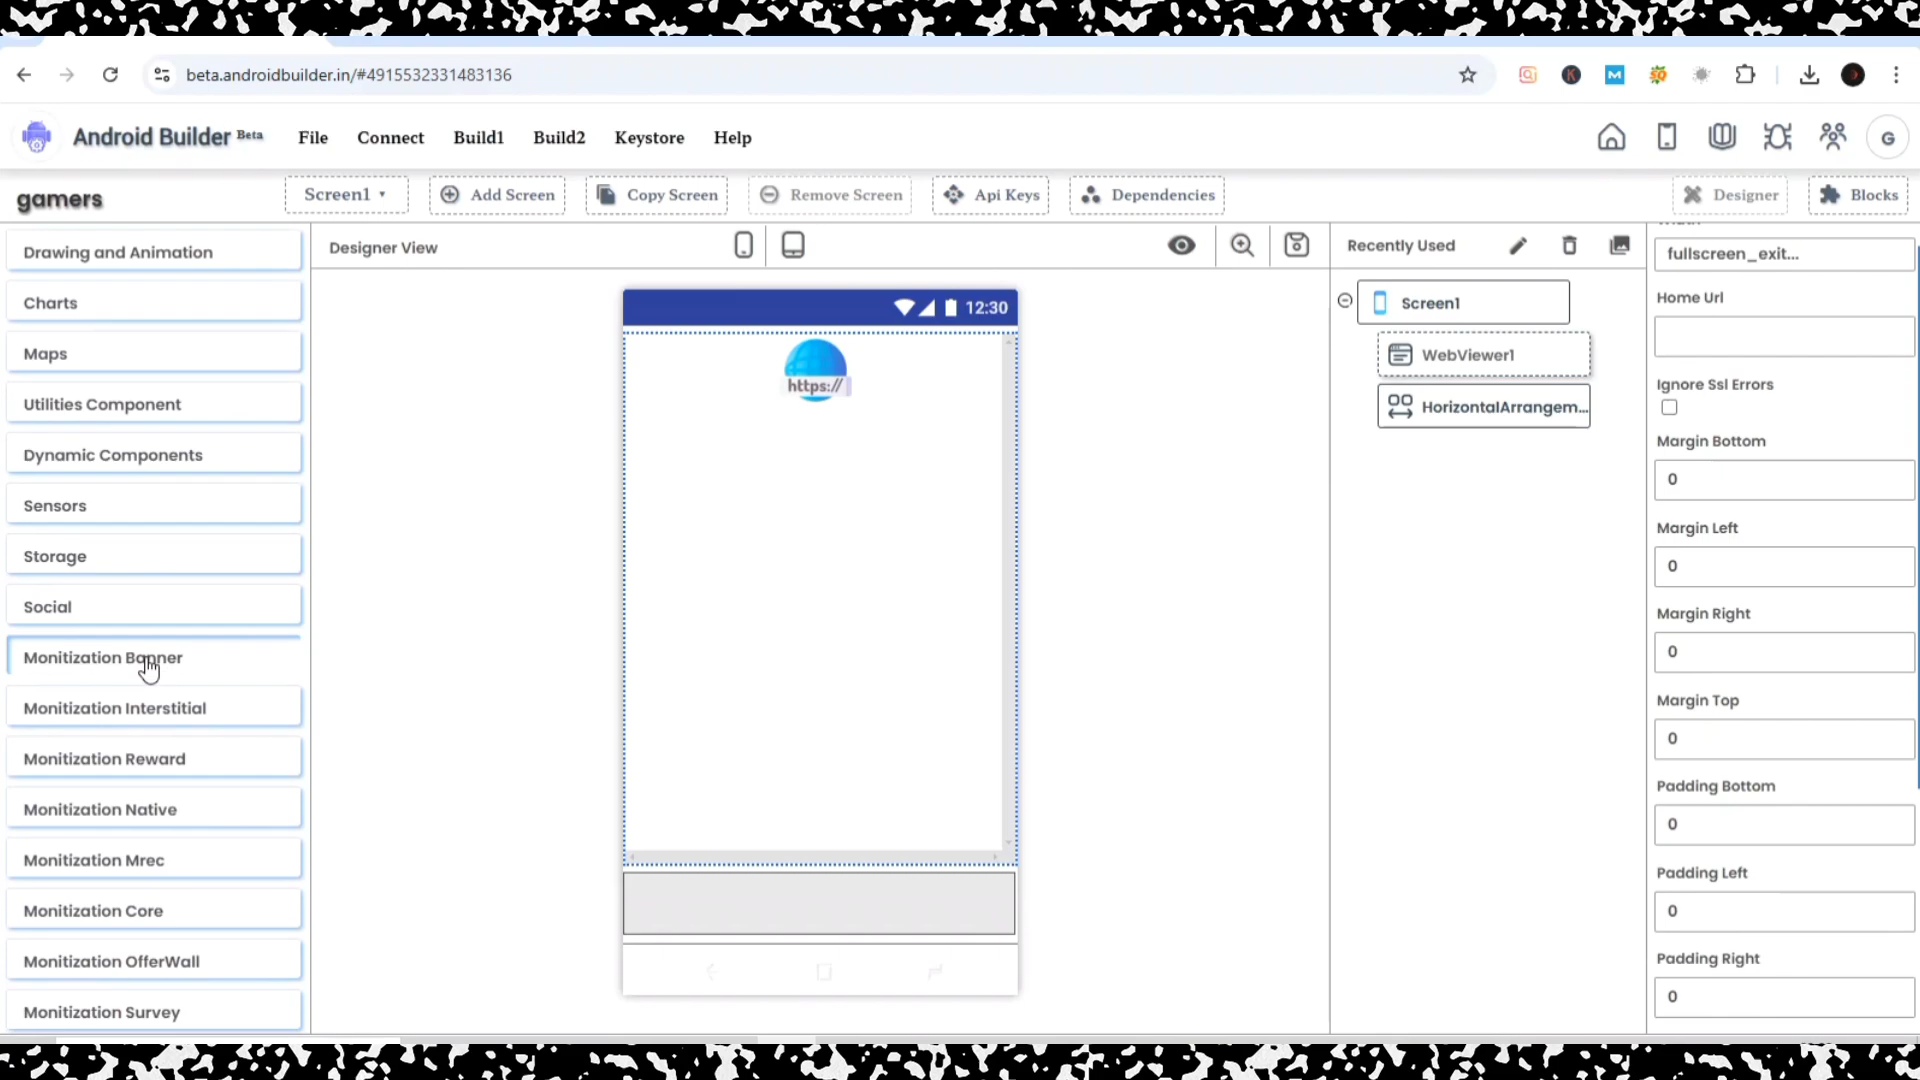 beta.androidbuilder.in/#4915532331483136
Android Builder Beta
File
Connect
Build1
Build2
Keystore
Help
G
gamers
Screen1
Add Screen
Copy Screen
Remove Screen
Api Keys
Dependencies
Designer
Blocks
Drawing and Animation
Charts
Maps
Utilities Component
Dynamic Components
Sensors
Storage
Social
Monitization Banner
Monitization Interstitial
Monitization Reward
Monitization Native
Monitization Mrec
Monitization Core
Monitization OfferWall
Monitization Survey
Designer View
12:30
https://
Recently Used
Screen1
WebViewer1
HorizontalArrangem...
fullscreen_exit...
Home Url
Ignore Ssl Errors
Margin Bottom
0
Margin Left
0
Margin Right
0
Margin Top
0
Padding Bottom
0
Padding Left
0
Padding Right
0